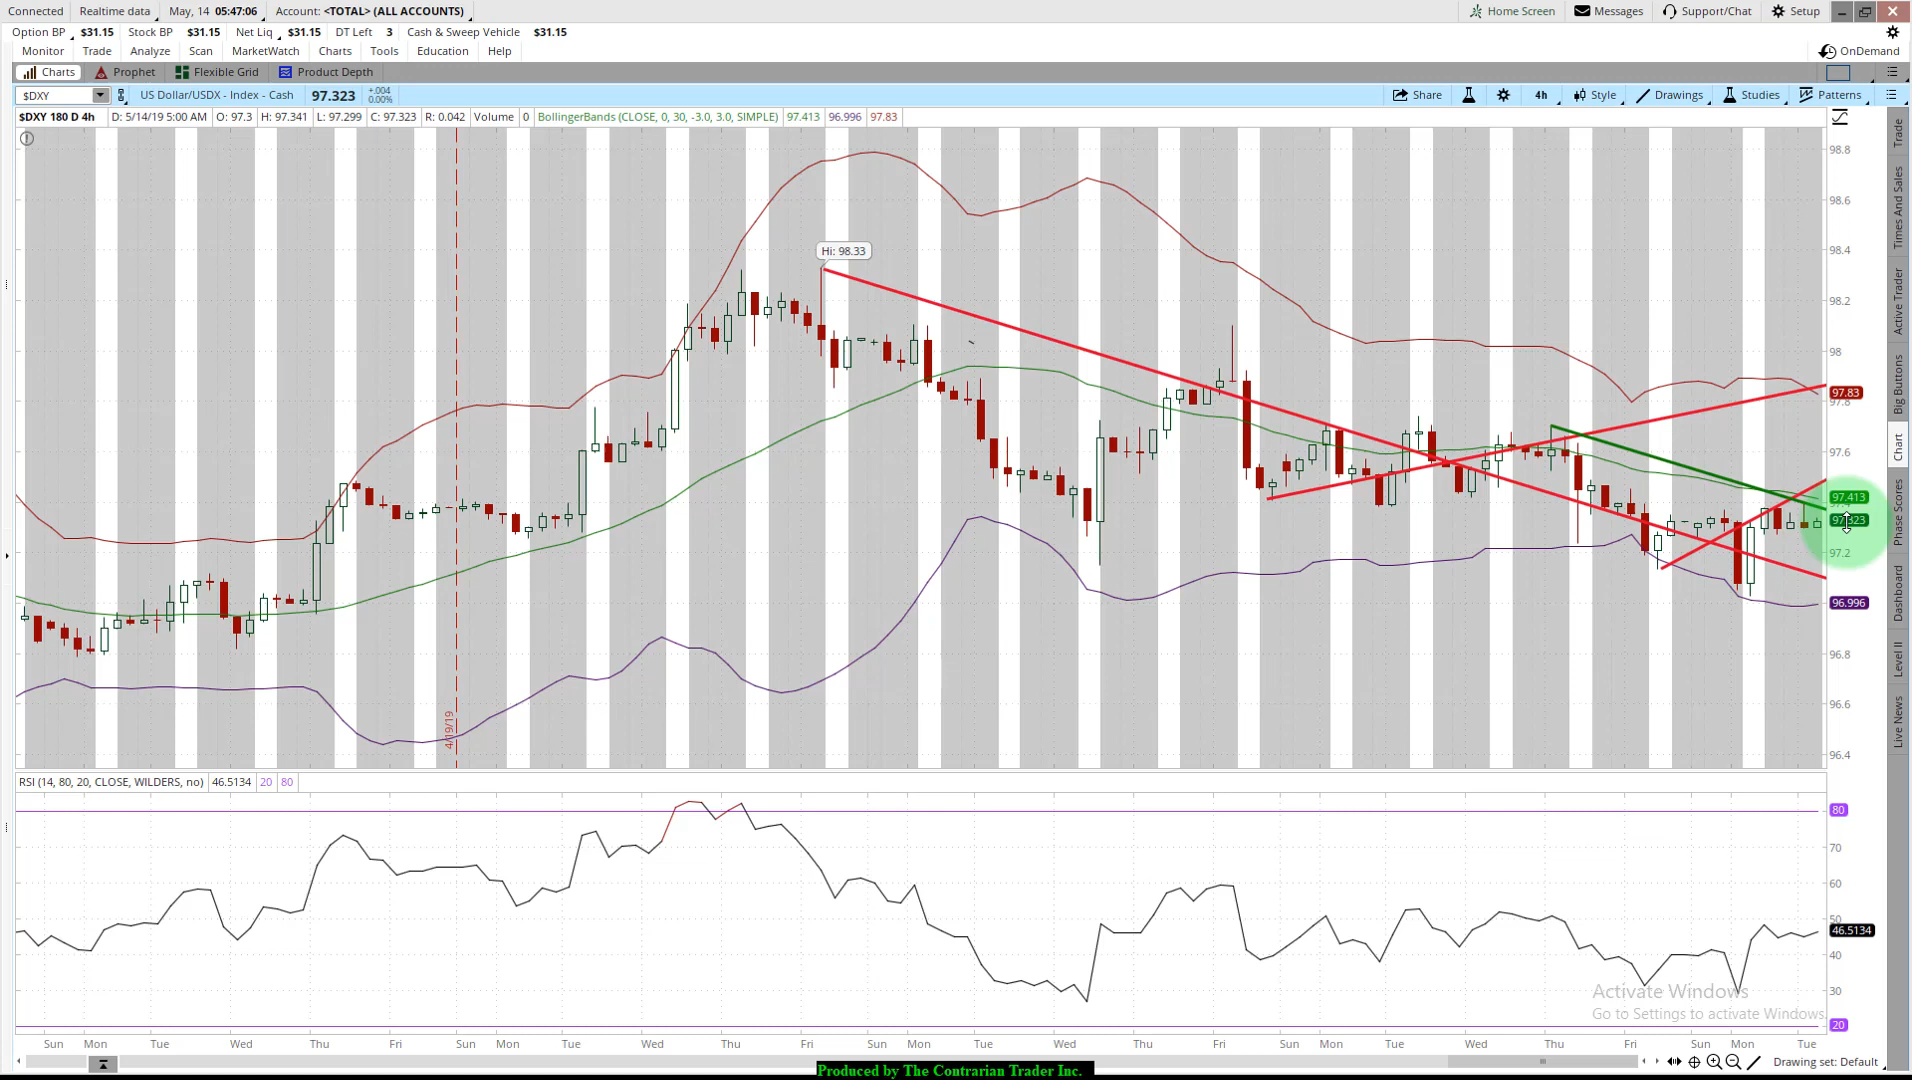 Connected Realtime data May, 14 05:47:06 Account: <TOTAL> (ALL ACCOUNTS) Home Screen Messages Support/Chat Setup
Option BP $31.15 Stock BP $31.15 Net Liq $31.15 DT Left 3 Cash & Sweep Vehicle $31.15
Monitor Trade Analyze Scan MarketWatch Charts Tools Education Help OnDemand
Charts Prophet Flexible Grid Product Depth
$DXY US Dollar/USDX - Index - Cash 97.323 +.004 0.00% Share 4h Style Drawings Studies Patterns
$DXY 180 D 4h D: 5/14/19 5:00 AM O: 97.3 H: 97.341 L: 97.299 C: 97.323 R: 0.042 Volume 0 BollingerBands (CLOSE, 0, 30, -3.0, 3.0, SIMPLE) 97.413 96.996 97.83
98.8
98.6
98.4
Hi: 98.33
98.2
98
97.83
97.6
97.413
97.323
97.2
96.996
96.8
96.6
96.4
4/19/19
Trade
Times And Sales
Active Trader
Big Buttons
Chart
Phase Scores
Dashboard
Level II
Live News
RSI (14, 80, 20, CLOSE, WILDERS, no) 46.5134 20 80
80
70
60
50
46.5134
40
30
20
Activate Windows
Go to Settings to activate Windows.
Sun Mon Tue Wed Thu Fri Sun Mon Tue Wed Thu Fri Sun Mon Tue Wed Thu Fri Sun Mon Tue Wed Thu Fri Sun Mon Tue
Drawing set: Default
Produced by The Contrarian Trader Inc.